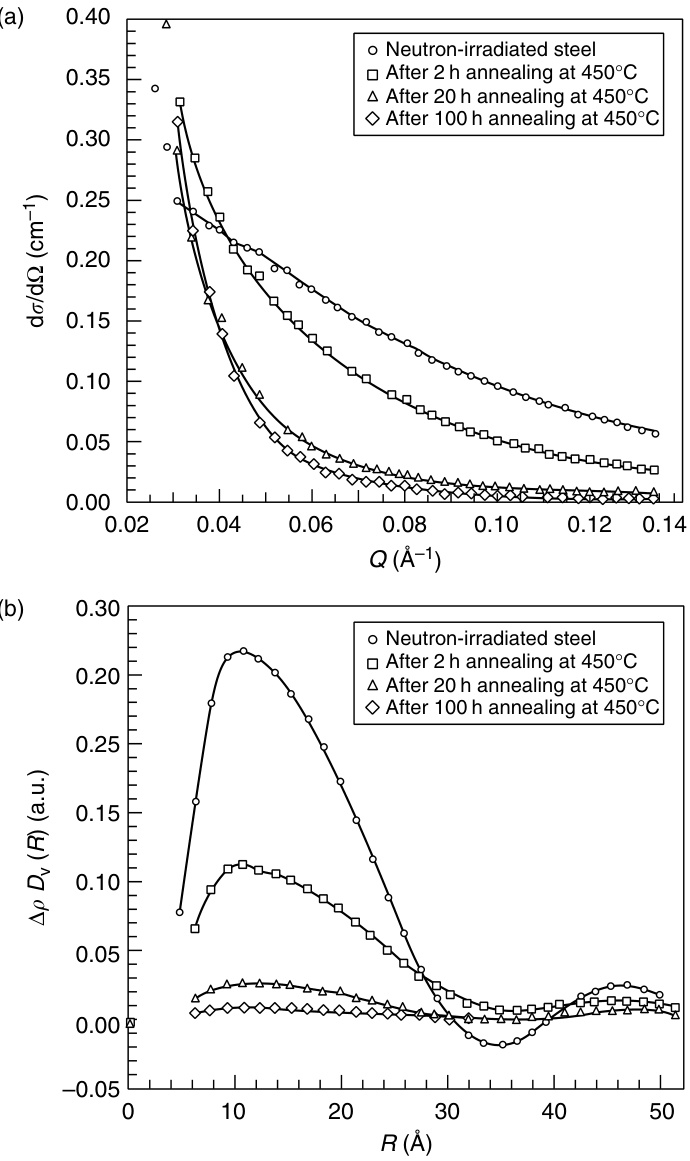 (a)
0.40
0.35
0.30
0.25
0.20
0.15
0.10
0.05
0.00
dσ/dΩ (cm−1)
Neutron-irradiated steel
After 2 h annealing at 450°C
After 20 h annealing at 450°C
After 100 h annealing at 450°C
0.02 0.04 0.06 0.08 0.10 0.12 0.14
Q (Å−1)
(b)
0.30
0.20
0.25
0.15
0.10
0.05
0.00
−0.05
Δρ Dv (R) (a.u.)
Neutron-irradiated steel
After 2 h annealing at 450°C
After 20 h annealing at 450°C
After 100 h annealing at 450°C
0 10 20 30 40 50
R (Å)